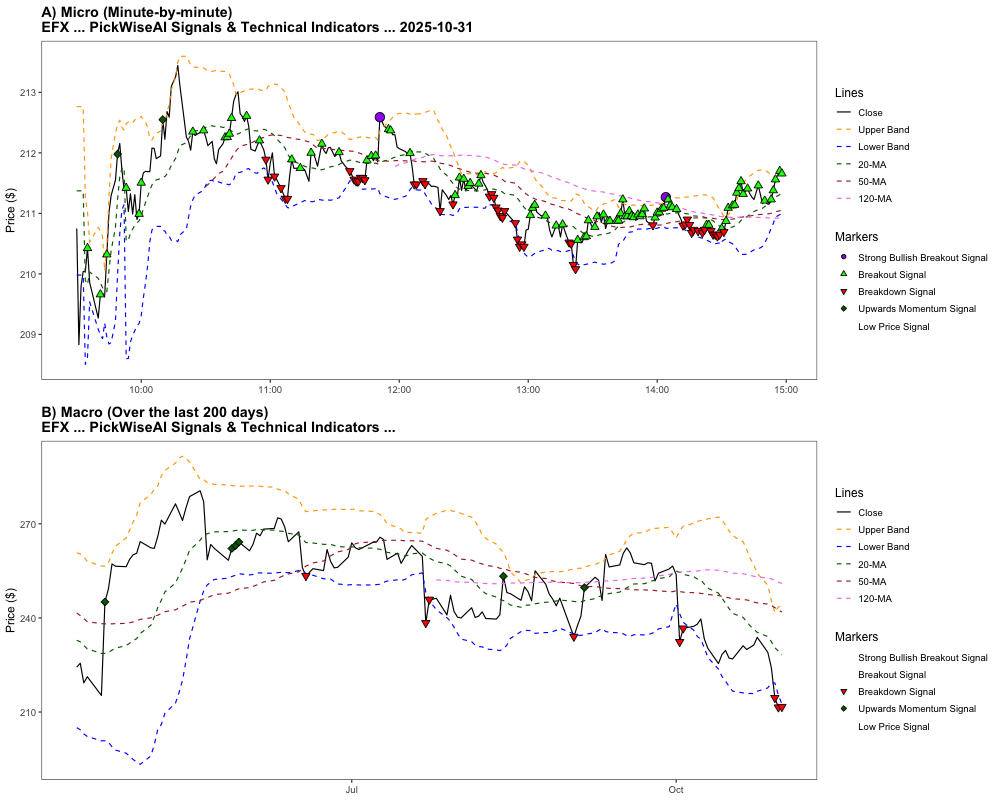 A) Micro (Minute-by-minute)
EFX ... PickWiseAI Signals & Technical Indicators ... 2025-10-31
Price ($)
213
212
211
210
209
10:00
11:00
12:00
13:00
14:00
15:00
Lines
Close
Upper Band
Lower Band
20-MA
50-MA
120-MA
Markers
Strong Bullish Breakout Signal
Breakout Signal
Breakdown Signal
Upwards Momentum Signal
Low Price Signal
B) Macro (Over the last 200 days)
EFX ... PickWiseAI Signals & Technical Indicators ...
Price ($)
270
240
210
Jul
Oct
Lines
Close
Upper Band
Lower Band
20-MA
50-MA
120-MA
Markers
Strong Bullish Breakout Signal
Breakout Signal
Breakdown Signal
Upwards Momentum Signal
Low Price Signal